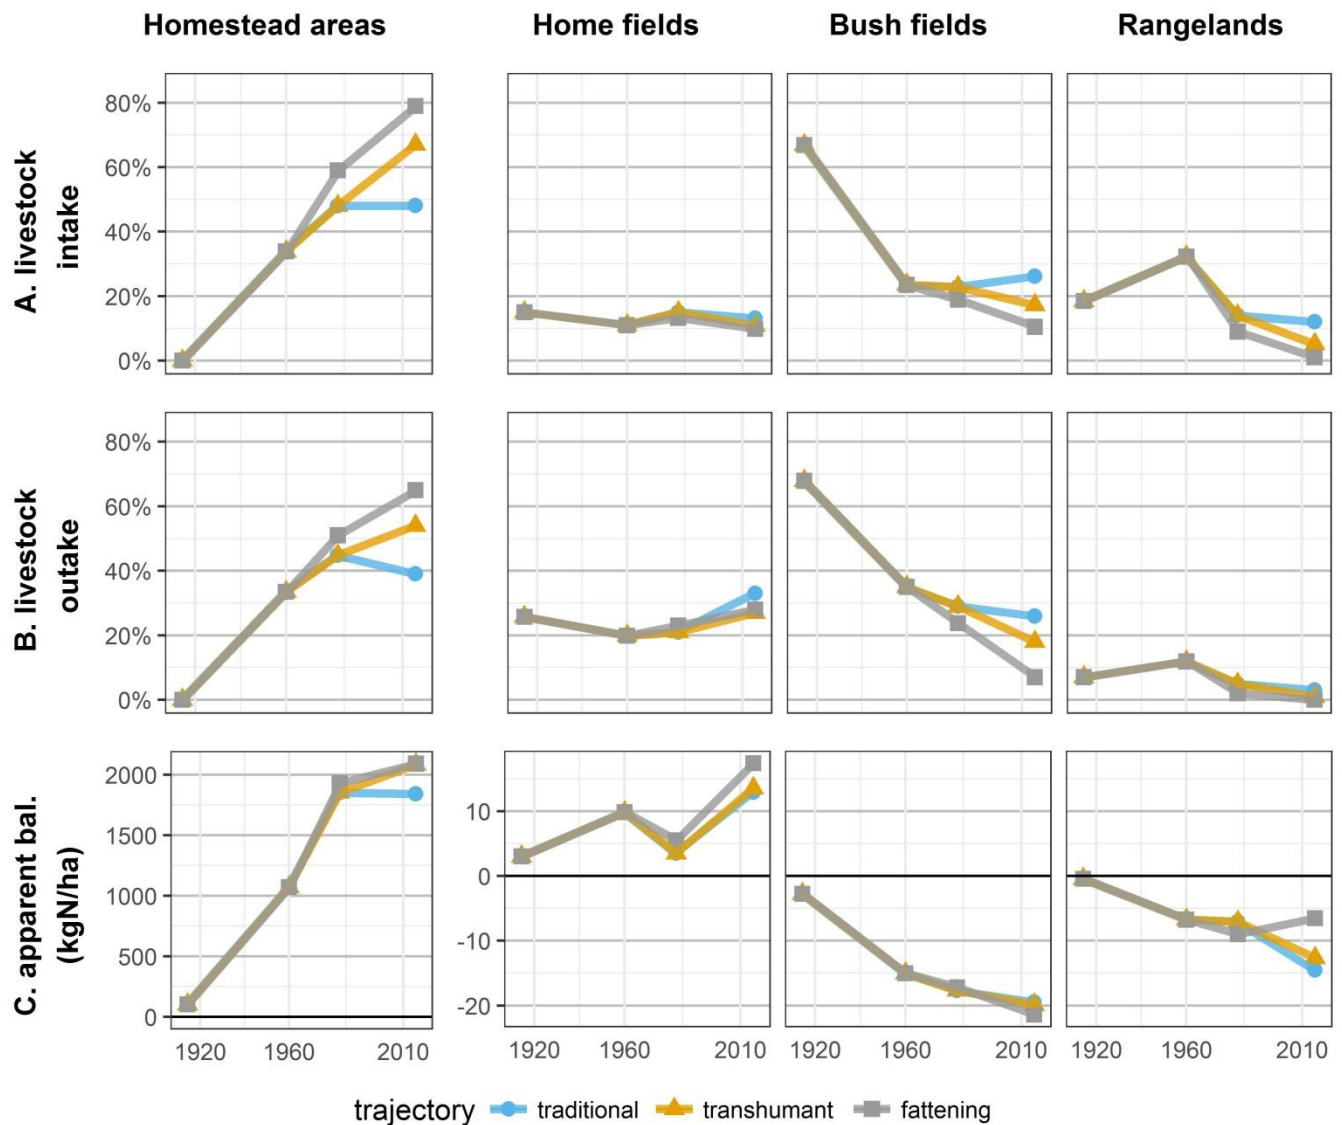 Homestead areas Home fields Bush fields Rangelands
A. livestock
intake
80%
60%
40%
20%
0%
B. livestock
outake
80%
60%
40%
20%
0%
C. apparent bal.
(kgN/ha)
2000
1500
1000
500
0
10
0
-10
-20
1920 1960 2010 1920 1960 2010 1920 1960 2010 1920 1960 2010
trajectory traditional transhumant fattening